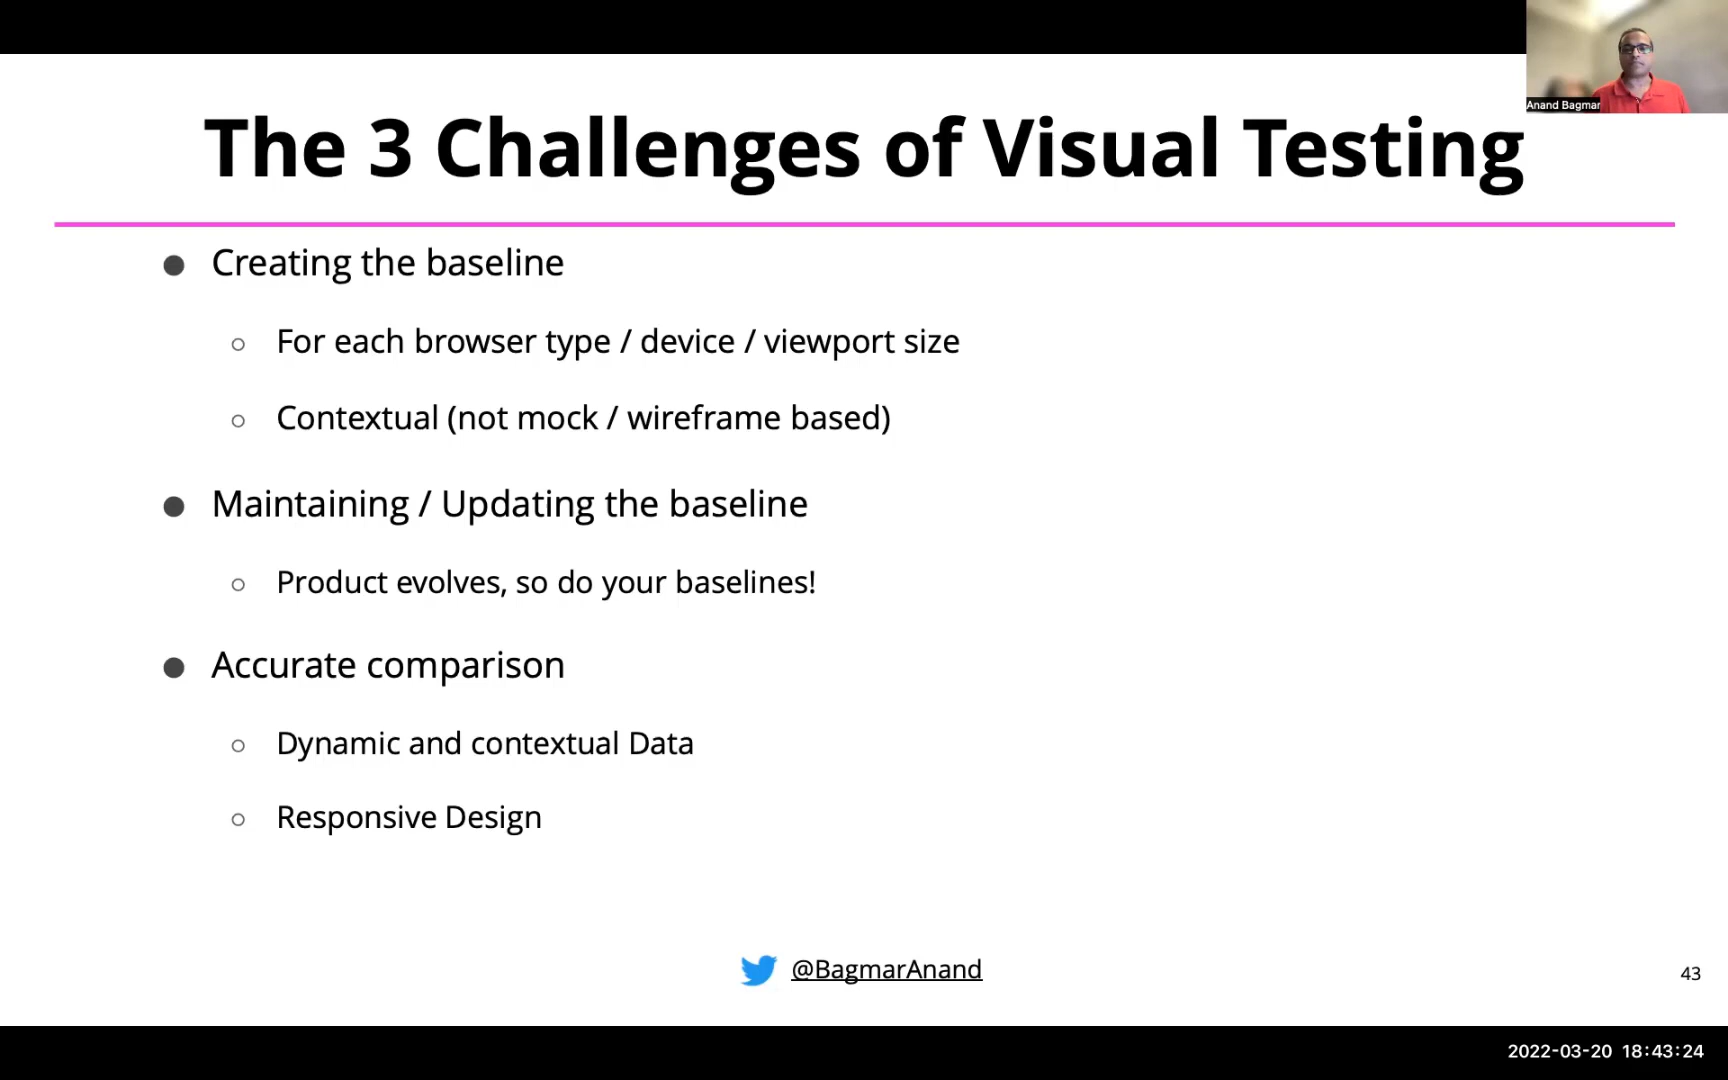 Anand Bagmar
The 3 Challenges of Visual Testing
● Creating the baseline
○ For each browser type / device / viewport size
○ Contextual (not mock / wireframe based)
● Maintaining / Updating the baseline
○ Product evolves, so do your baselines!
● Accurate comparison
○ Dynamic and contextual Data
○ Responsive Design
@BagmarAnand
43
2022-03-20 18:43:24